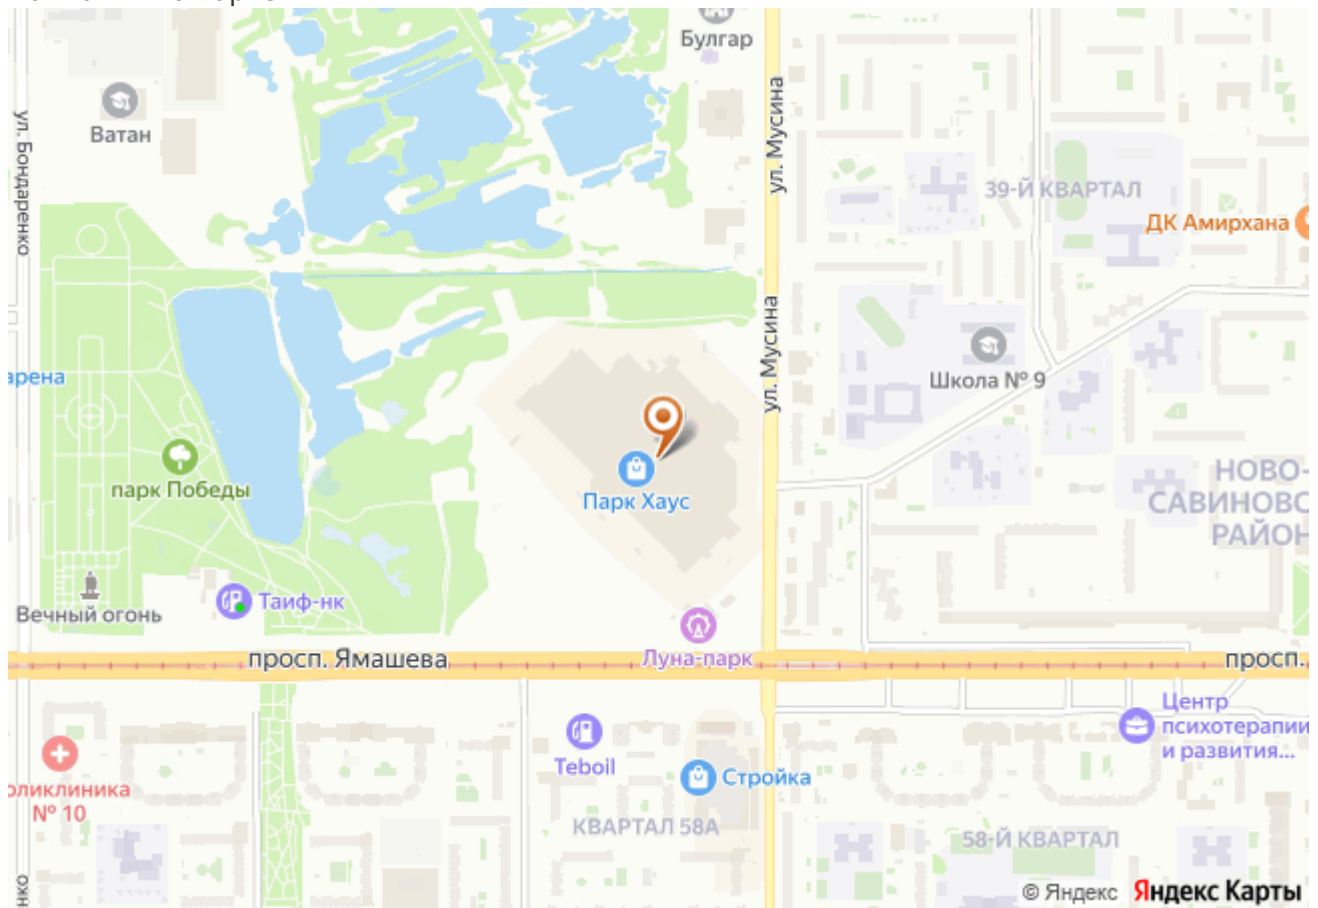 Булгар
Ватан
ул. Бондаренко
ул. Мусина
39-Й КВАРТАЛ
ДК Амирхана
ул. Мусина
арена
Школа № 9
парк Победы
Парк Хаус
НОВО-
САВИНОВС
РАЙОН
Вечный огонь
Таиф-нк
Луна-парк
просп. Ямашева
просп.
Центр
психотерапии
и развития...
Teboil
Стройка
оликлиника
№ 10
КВАРТАЛ 58А
58-Й КВАРТАЛ
нко
© Яндекс Яндекс Карты